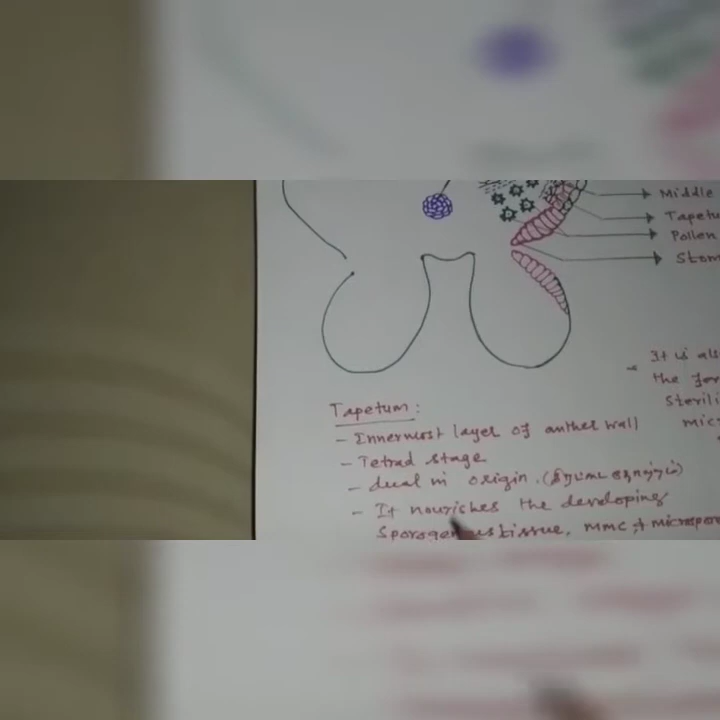 Middle
Tapetu
Pollen
Stom
- It is als
the for
Sterili
mic
Tapetum :
- Innermost layer of anther wall
- Tetrad stage
- dual in origin. (
- It nourishes the developing
Sporogenous tissue, MMC, & microspor